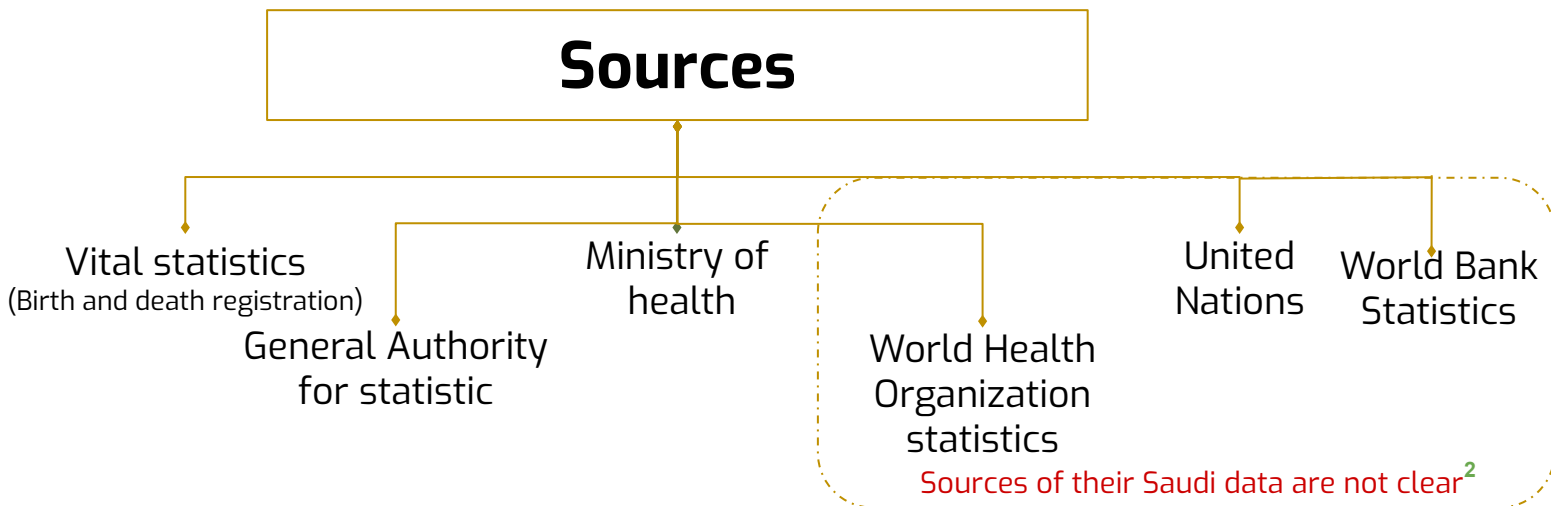 Sources
Vital statistics
(Birth and death registration)
General Authority
for statistic
Ministry of
health
World Health
Organization
statistics
United
Nations
World Bank
Statistics
Sources of their Saudi data are not clear2